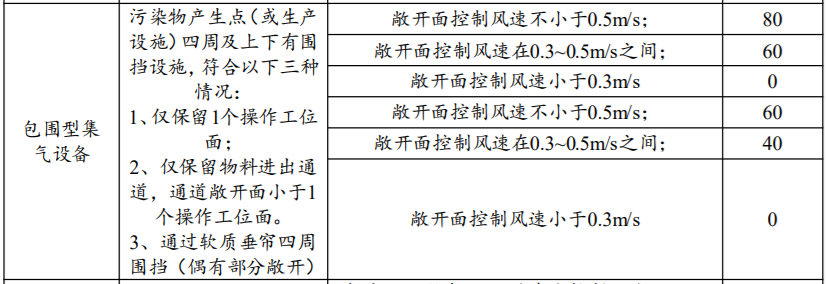 包围型集
气设备
污染物产生点（或生产
设施）四周及上下有围
挡设施，符合以下三种
情况：
1、仅保留1个操作工位
面；
2、仅保留物料进出通
道，通道敞开面小于1
个操作工位面。
3、通过软质垂帘四周
围挡（偶有部分敞开）
敞开面控制风速不小于0.5m/s；
80
敞开面控制风速在0.3~0.5m/s之间；
60
敞开面控制风速小于0.3m/s
0
敞开面控制风速不小于0.5m/s；
60
敞开面控制风速在0.3~0.5m/s之间；
40
敞开面控制风速小于0.3m/s
0